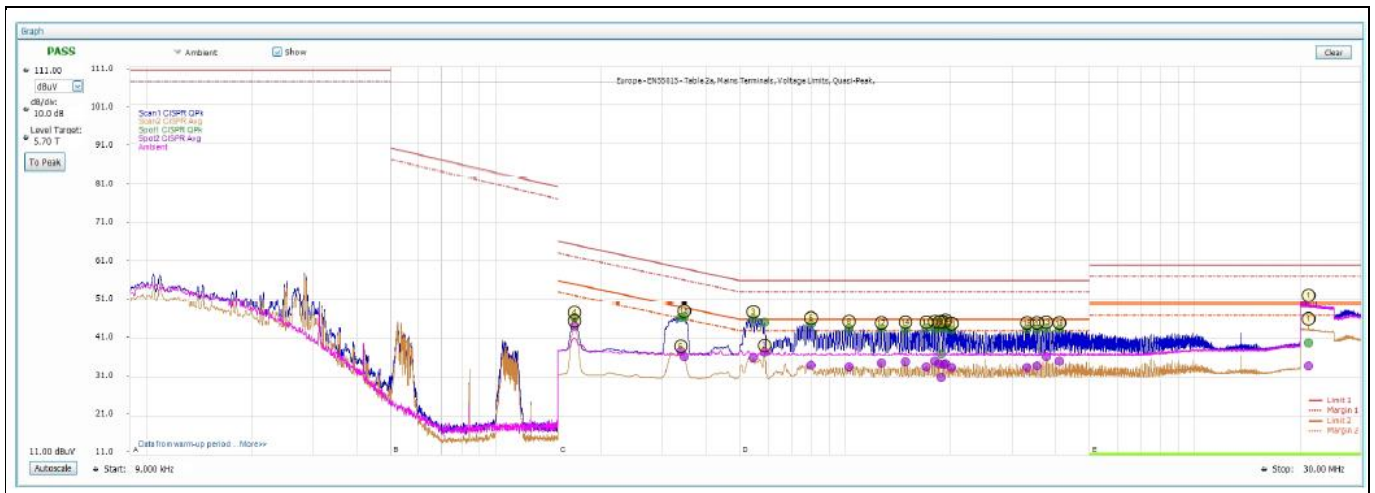 Graph
PASS
Ambient
Show
Clear
111.00
dBuV
dB/div:
10.0 dB
Level Target:
5.70 T
To Peak
111.0
101.0
91.0
81.0
71.0
61.0
51.0
41.0
31.0
21.0
11.0
Europe - EN55015 - Table 2a, Mains Terminals, Voltage Limits, Quasi-Peak,
Scan1 CISPR QPk
Scan2 CISPR Avg
Spot1 CISPR QPk
Spot2 CISPR Avg
Ambient
Limit 1
Margin 1
Limit 2
Margin 2
Data from warm-up period... More>>
A
B
C
D
E
11.00 dBuV
Autoscale
Start: 9.000 kHz
Stop: 30.00 MHz